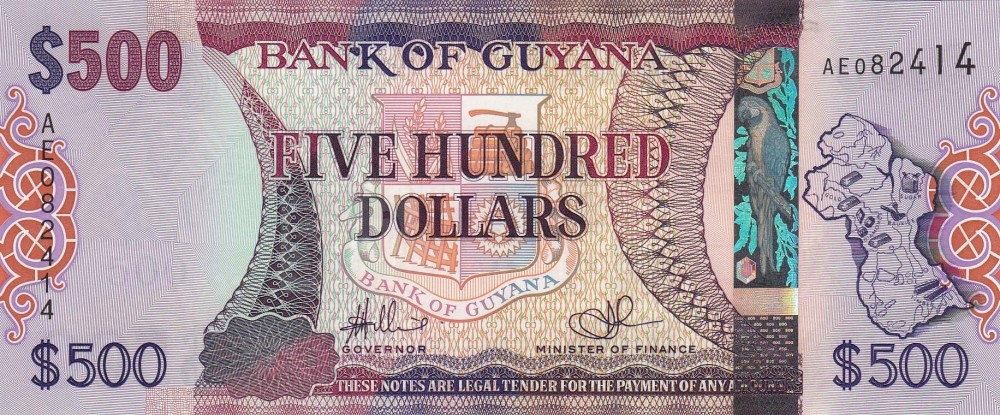 $500
BANK OF GUYANA
AE082414
AE082414
FIVE HUNDRED
DOLLARS
BANK OF GUYANA
GOVERNOR
MINISTER OF FINANCE
$500
THESE NOTES ARE LEGAL TENDER FOR THE PAYMENT OF ANY AMOUNT
$500